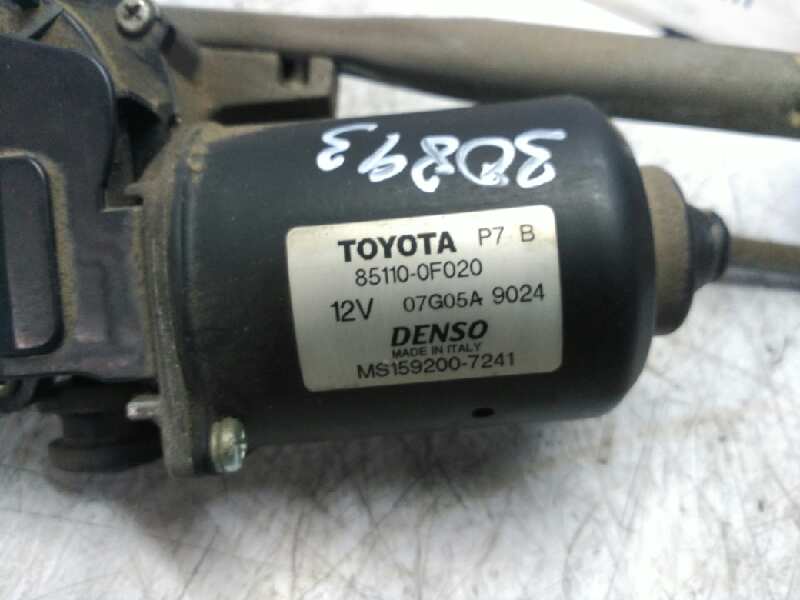 30893
TOYOTA P7 B
85110-0F020
12V 07G05A 9024
DENSO
MADE IN ITALY
MS159200-7241